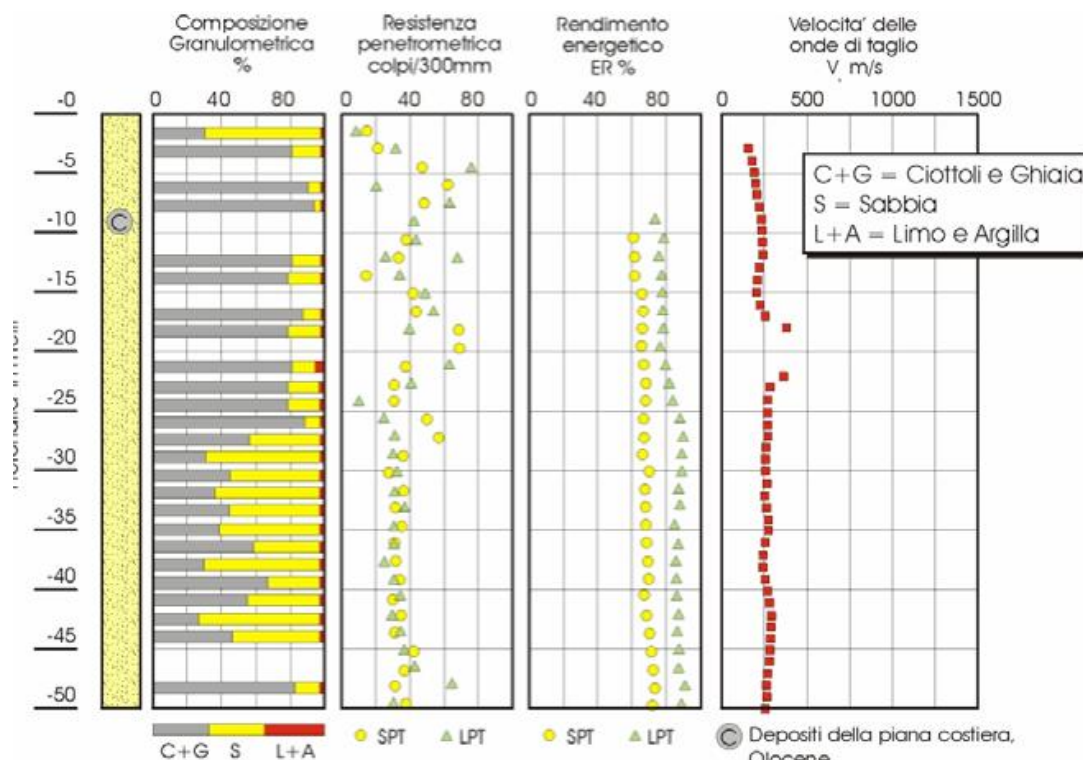 Composizione
Granulometrica
%
Resistenza
penetrometrica
colpi/300mm
Rendimento
energetico
ER %
Velocita' delle
onde di taglio
V m/s
0 40 80
0 40 80
0 40 80
0 500 1000 1500
-0
-5
-10
-15
-20
-25
-30
-35
-40
-45
-50
C
C+G = Ciottoli e Ghiaia
S = Sabbia
L+A = Limo e Argilla
C+G S L+A
SPT LPT
SPT LPT
C Depositi della piana costiera,
Olocene